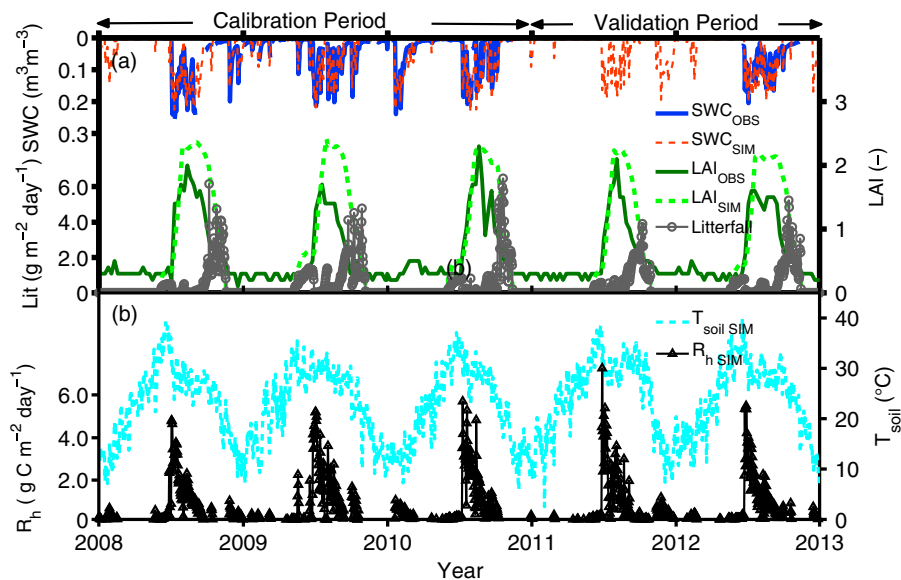 Calibration Period
Validation Period
(a)
SWC (m³m⁻³)
0
0.1
0.2
0.3
Lit (g m⁻² day⁻¹)
6.0
4.0
2.0
0
LAI (−)
3
2
1
0
SWC_OBS
SWC_SIM
LAI_OBS
LAI_SIM
Litterfall
(b)
(b)
R_h ( g C m⁻² day⁻¹)
6.0
4.0
2.0
0
T_soil SIM
R_h SIM
T_soil (°C)
40
30
20
10
0
2008 2009 2010 2011 2012 2013
Year